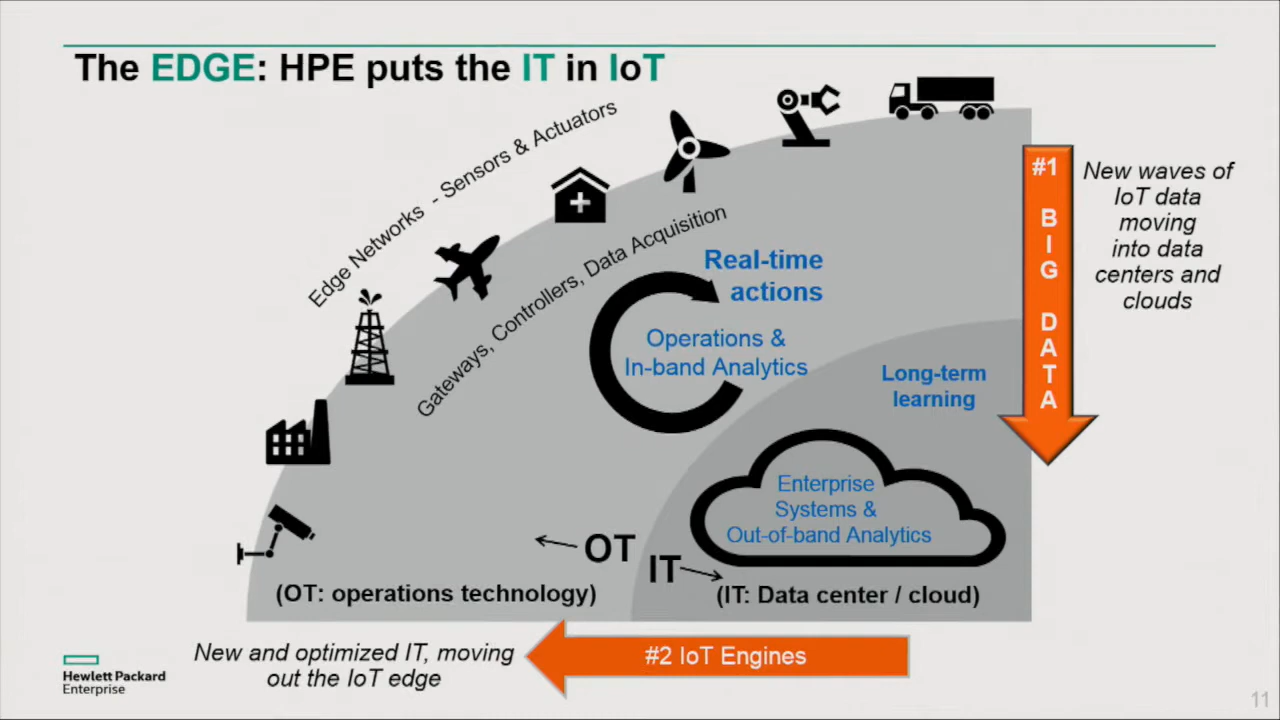 The EDGE: HPE puts the IT in IoT
Edge Networks - Sensors & Actuators
Gateways, Controllers, Data Acquisition
Real-time
actions
Operations &
In-band Analytics
Long-term
learning
Enterprise
Systems &
Out-of-band Analytics
OT
IT
(OT: operations technology)
(IT: Data center / cloud)
#1
BIG
DATA
New waves of
IoT data
moving
into data
centers and
clouds
#2 IoT Engines
New and optimized IT, moving
out the IoT edge
Hewlett Packard
Enterprise
11